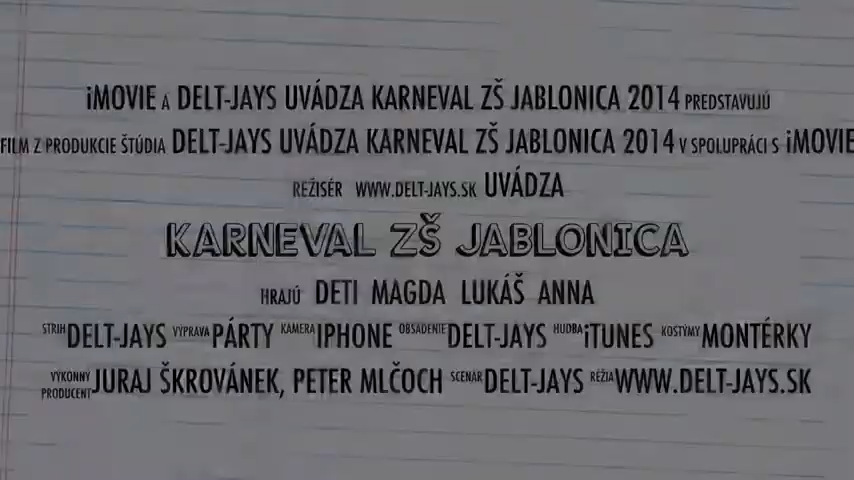 iMOVIE A DELT-JAYS UVÁDZA KARNEVAL ZŠ JABLONICA 2014 PREDSTAVUJÚ
FILM Z PRODUKCIE ŠTÚDIA DELT-JAYS UVÁDZA KARNEVAL ZŠ JABLONICA 2014 V SPOLUPRÁCI S iMOVIE
REŽISÉR WWW.DELT-JAYS.SK UVÁDZA
KARNEVAL ZŠ JABLONICA
HRAJÚ DETI MAGDA LUKÁŠ ANNA
STRIH DELT-JAYS VÝPRAVA PÁRTY KAMERA IPHONE OBSADENIE DELT-JAYS HUDBA iTUNES KOSTÝMY MONTÉRKY
VÝKONNÝ PRODUCENT JURAJ ŠKROVÁNEK, PETER MLČOCH SCENÁR DELT-JAYS RÉŽIA WWW.DELT-JAYS.SK